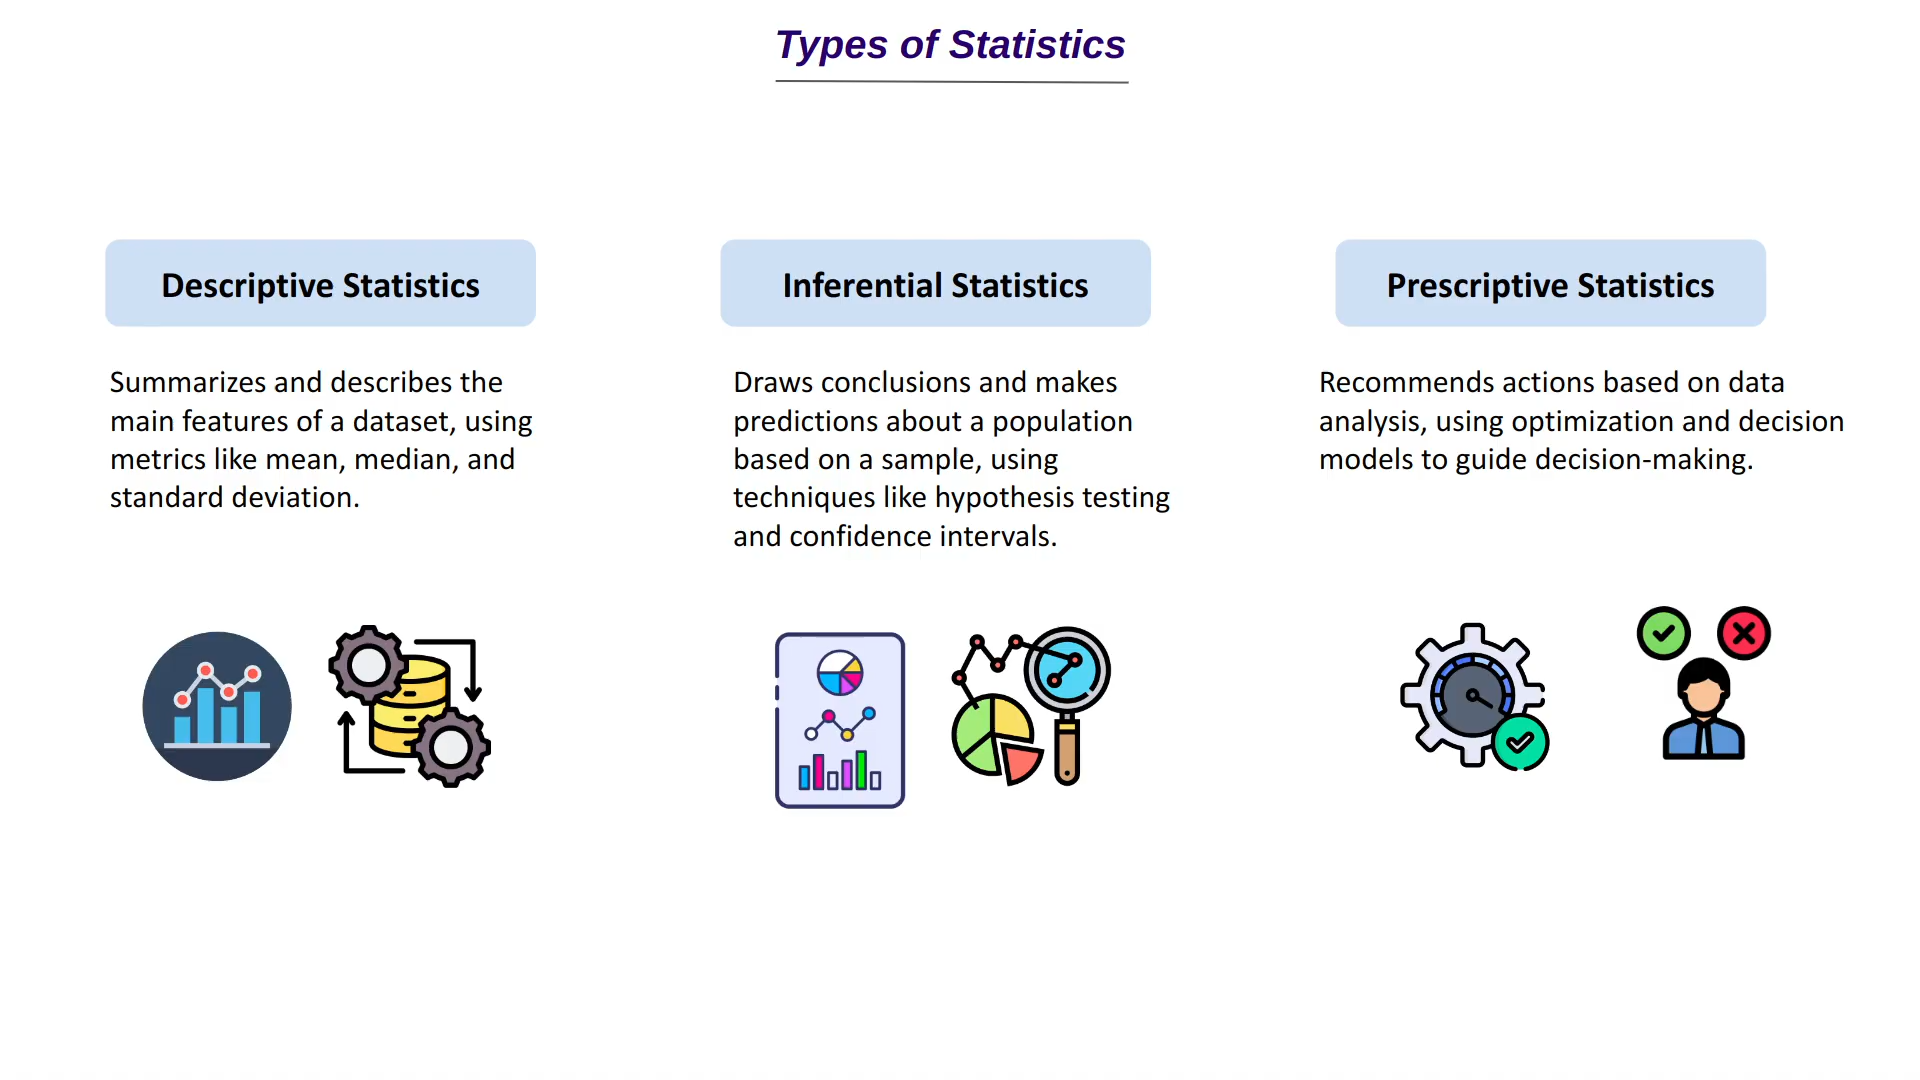 Types of Statistics
Descriptive Statistics
Summarizes and describes the
main features of a dataset, using
metrics like mean, median, and
standard deviation.
Inferential Statistics
Draws conclusions and makes
predictions about a population
based on a sample, using
techniques like hypothesis testing
and confidence intervals.
Prescriptive Statistics
Recommends actions based on data
analysis, using optimization and decision
models to guide decision-making.